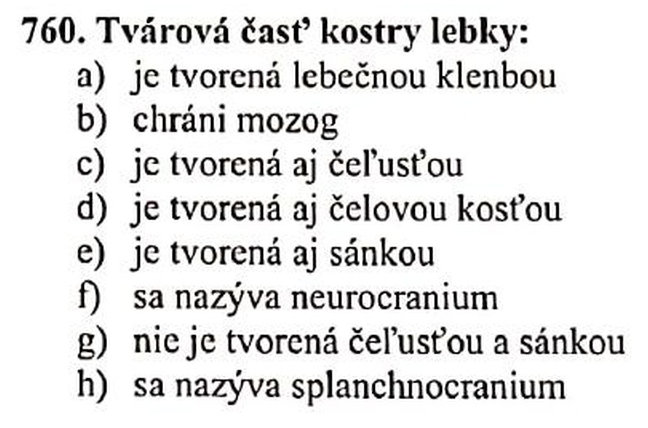 760. Tvárová časť kostry lebky:
a) je tvorená lebečnou klenbou
b) chráni mozog
c) je tvorená aj čeľusťou
d) je tvorená aj čelovou kosťou
e) je tvorená aj sánkou
f) sa nazýva neurocranium
g) nie je tvorená čeľusťou a sánkou
h) sa nazýva splanchnocranium